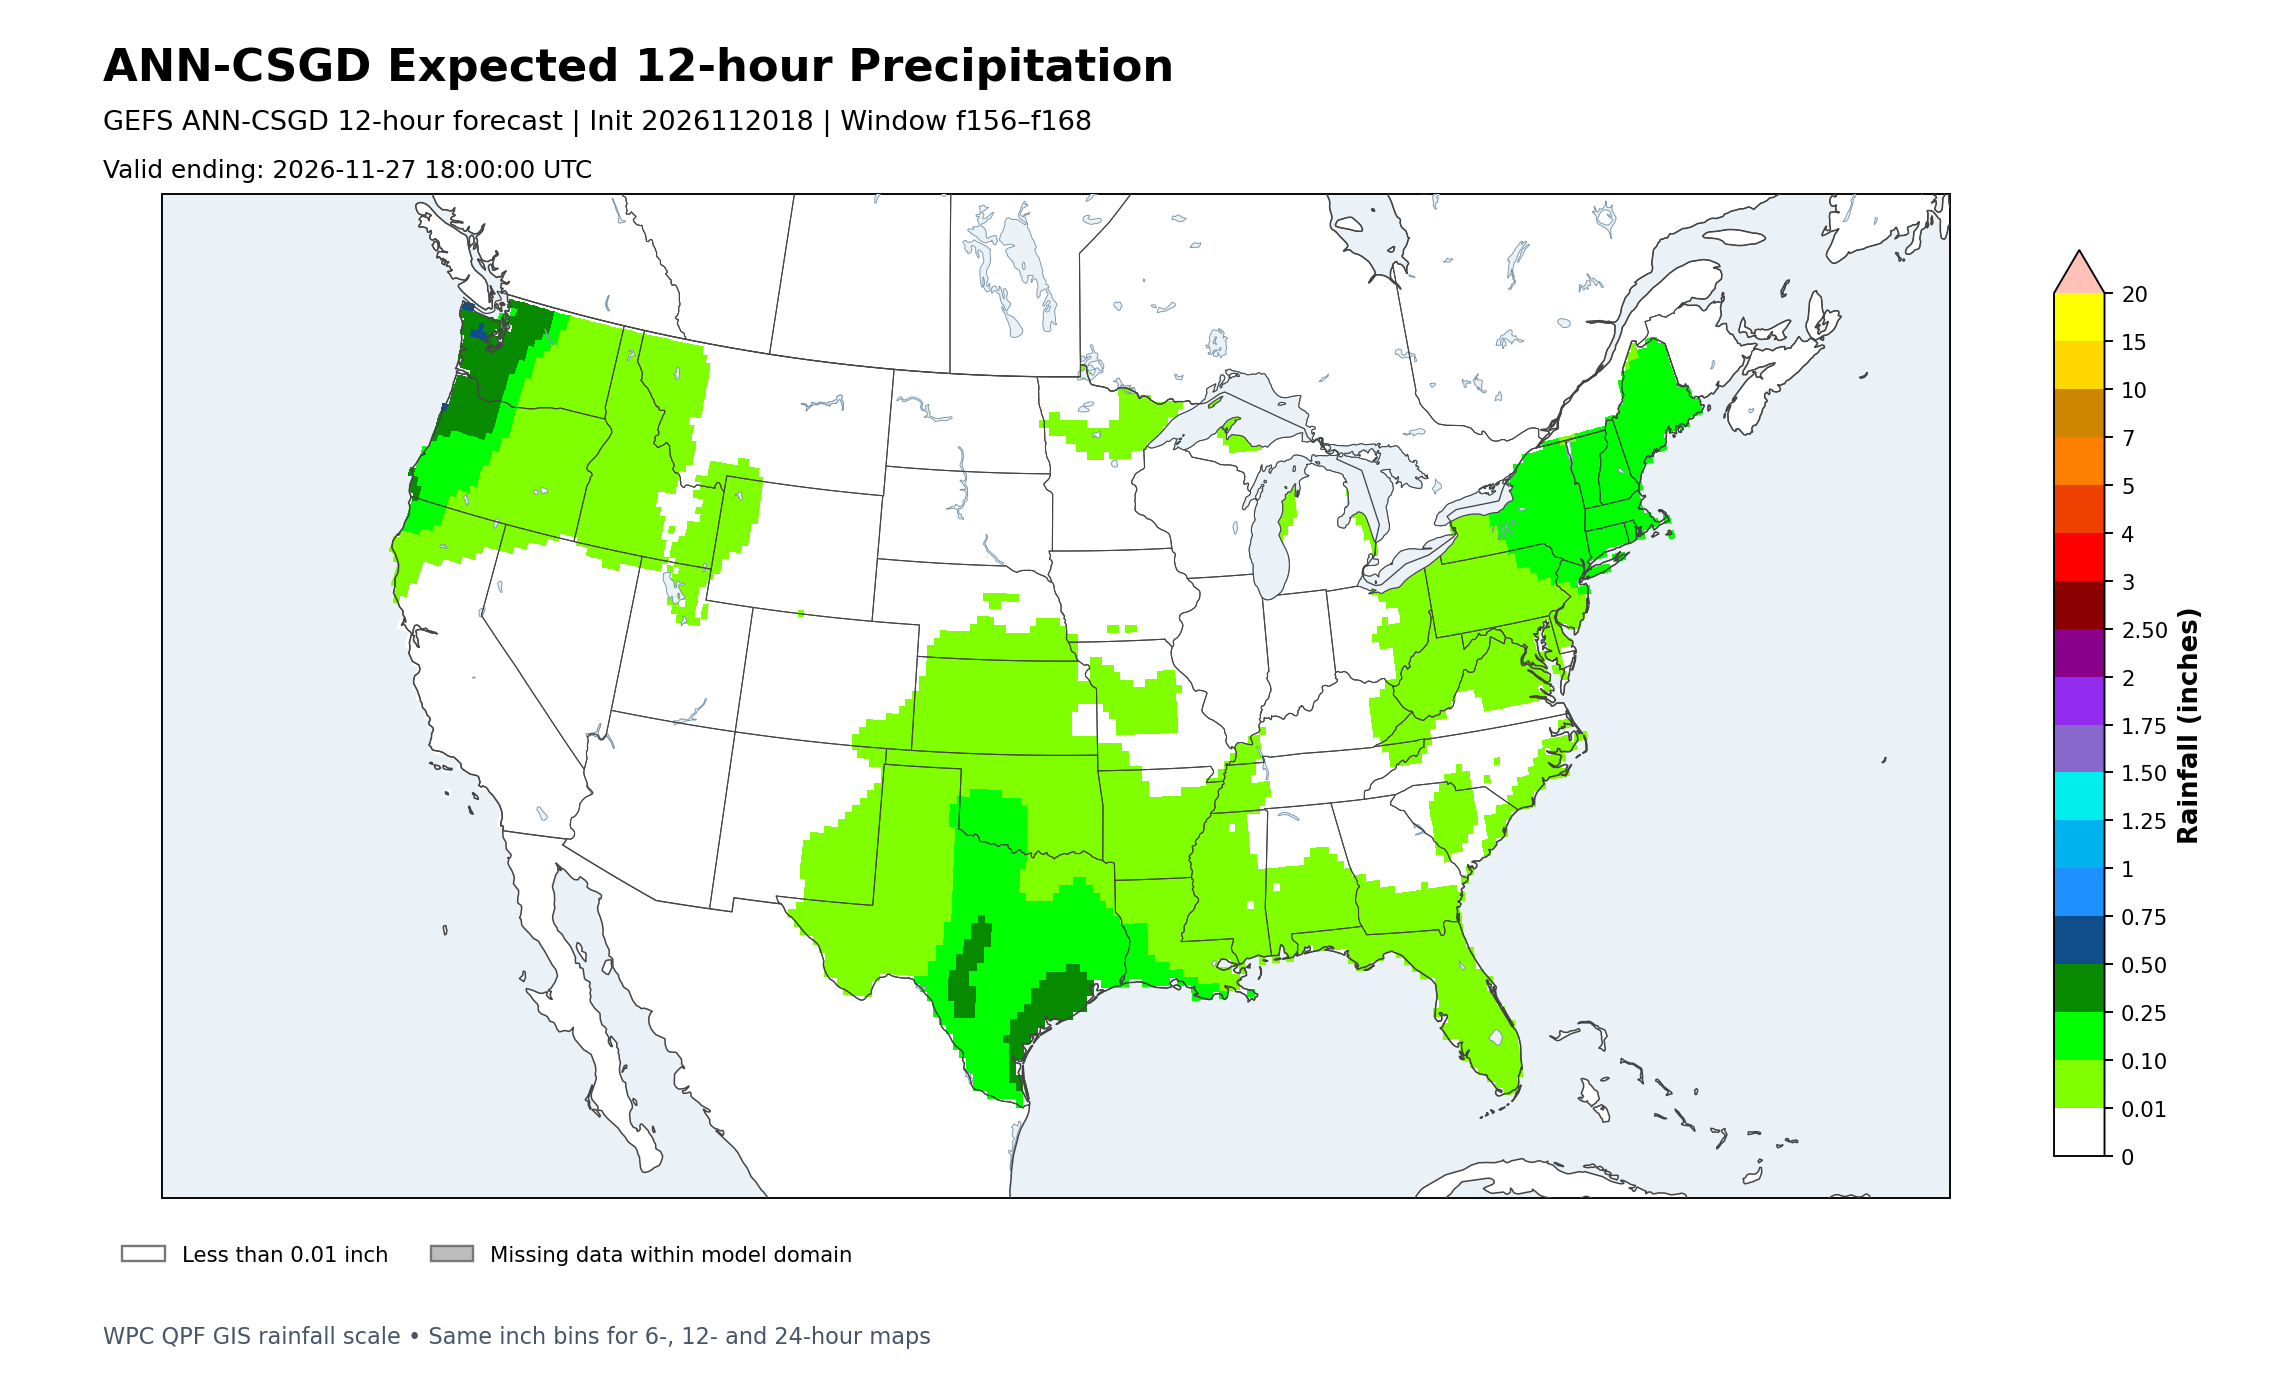 ANN-CSGD Expected 12-hour Precipitation
GEFS ANN-CSGD 12-hour forecast | Init 2026112018 | Window f156–f168
Valid ending: 2026-11-27 18:00:00 UTC
20
15
10
7
5
4
3
2.50
2
1.75
1.50
1.25
1
0.75
0.50
0.25
0.10
0.01
0
Rainfall (inches)
Less than 0.01 inch
Missing data within model domain
WPC QPF GIS rainfall scale • Same inch bins for 6-, 12- and 24-hour maps